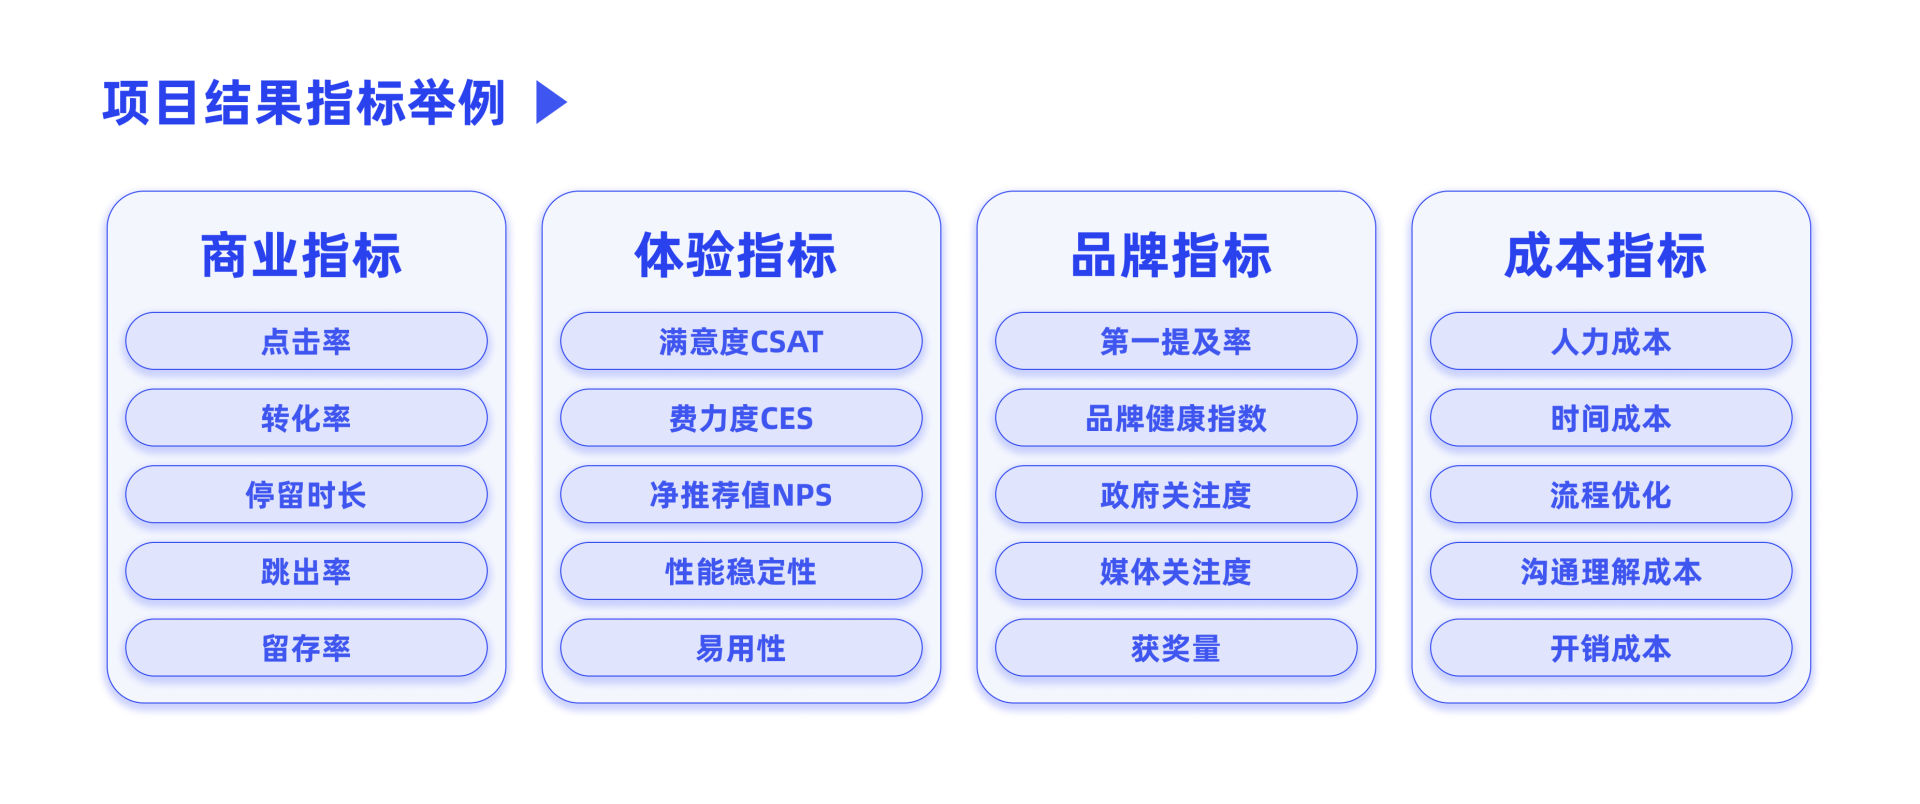 项目结果指标举例
商业指标
点击率
转化率
停留时长
跳出率
留存率
体验指标
满意度CSAT
费力度CES
净推荐值NPS
性能稳定性
易用性
品牌指标
第一提及率
品牌健康指数
政府关注度
媒体关注度
获奖量
成本指标
人力成本
时间成本
流程优化
沟通理解成本
开销成本